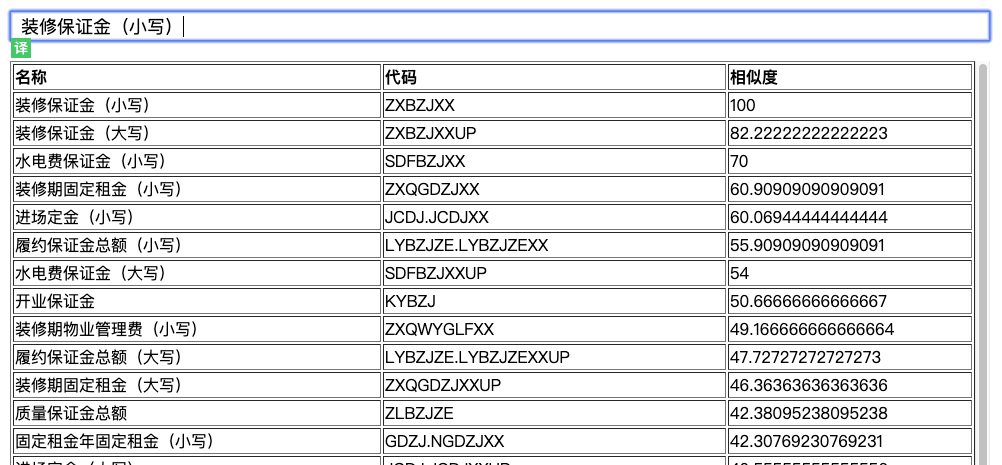 装修保证金（小写）
译
名称 代码 相似度
装修保证金（小写） ZXBZJXX 100
装修保证金（大写） ZXBZJXXUP 82.22222222222223
水电费保证金（小写） SDFBZJXX 70
装修期固定租金（小写） ZXQGDZJXX 60.90909090909091
进场定金（小写） JCDJ.JCDJXX 60.06944444444444
履约保证金总额（小写） LYBZJZE.LYBZJZEXX 55.90909090909091
水电费保证金（大写） SDFBZJXXUP 54
开业保证金 KYBZJ 50.66666666666667
装修期物业管理费（小写） ZXQWYGLFXX 49.166666666666664
履约保证金总额（大写） LYBZJZE.LYBZJZEXXUP 47.72727272727273
装修期固定租金（大写） ZXQGDZJXXUP 46.36363636363636
质量保证金总额 ZLBZJZE 42.38095238095238
固定租金年固定租金（小写） GDZJ.NGDZJXX 42.30769230769231